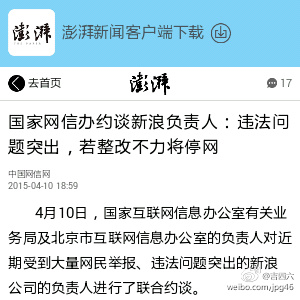 澎湃
澎湃新闻客户端下载
去首页
澎湃
17
国家网信办约谈新浪负责人：违法问
题突出，若整改不力将停网
中国网信网
2015-04-10 18:59
4月10日，国家互联网信息办公室有关业
务局及北京市互联网信息办公室的负责人对近
期受到大量网民举报、违法问题突出的新浪
公司的负责人进行了联合约谈。
@吉四六
weibo.com/jpg46